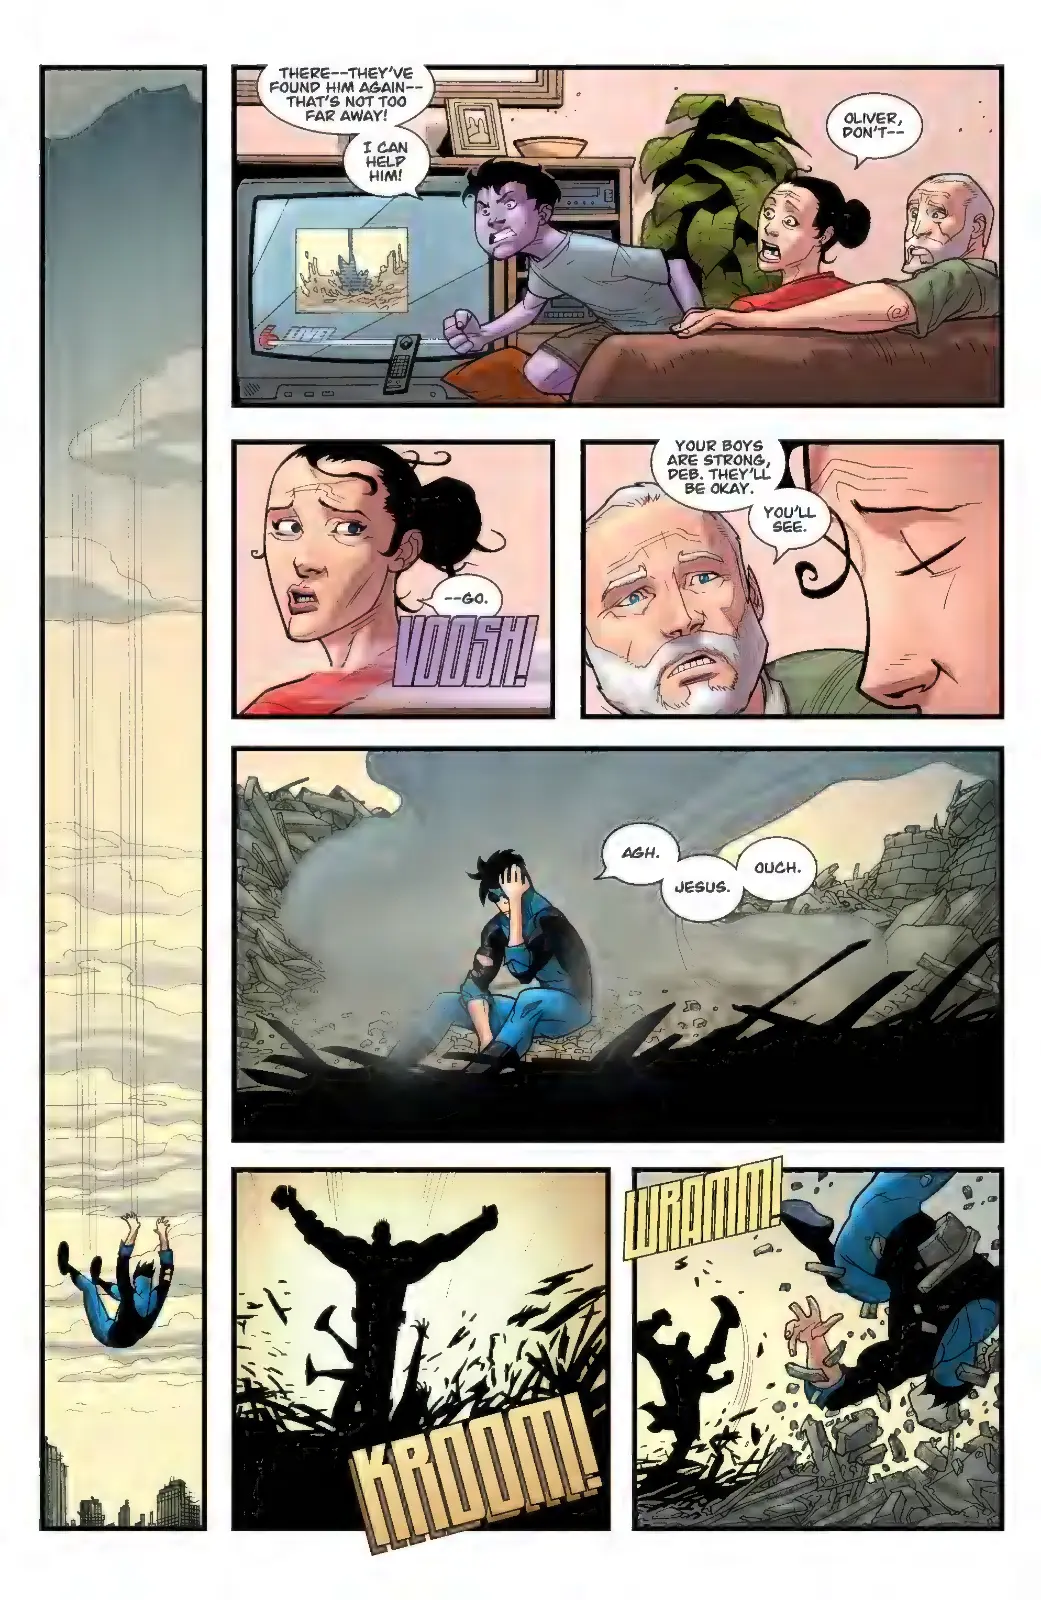 THERE--THEY'VE
FOUND HIM AGAIN--
THAT'S NOT TOO
FAR AWAY!
I CAN
HELP
HIM!
OLIVER,
DON'T--
LIVE!
--GO.
VOOSH!
YOUR BOYS
ARE STRONG,
DEB. THEY'LL
BE OKAY.
YOU'LL
SEE.
AGH.
JESUS.
OUCH.
KROOM!
WRAMM!